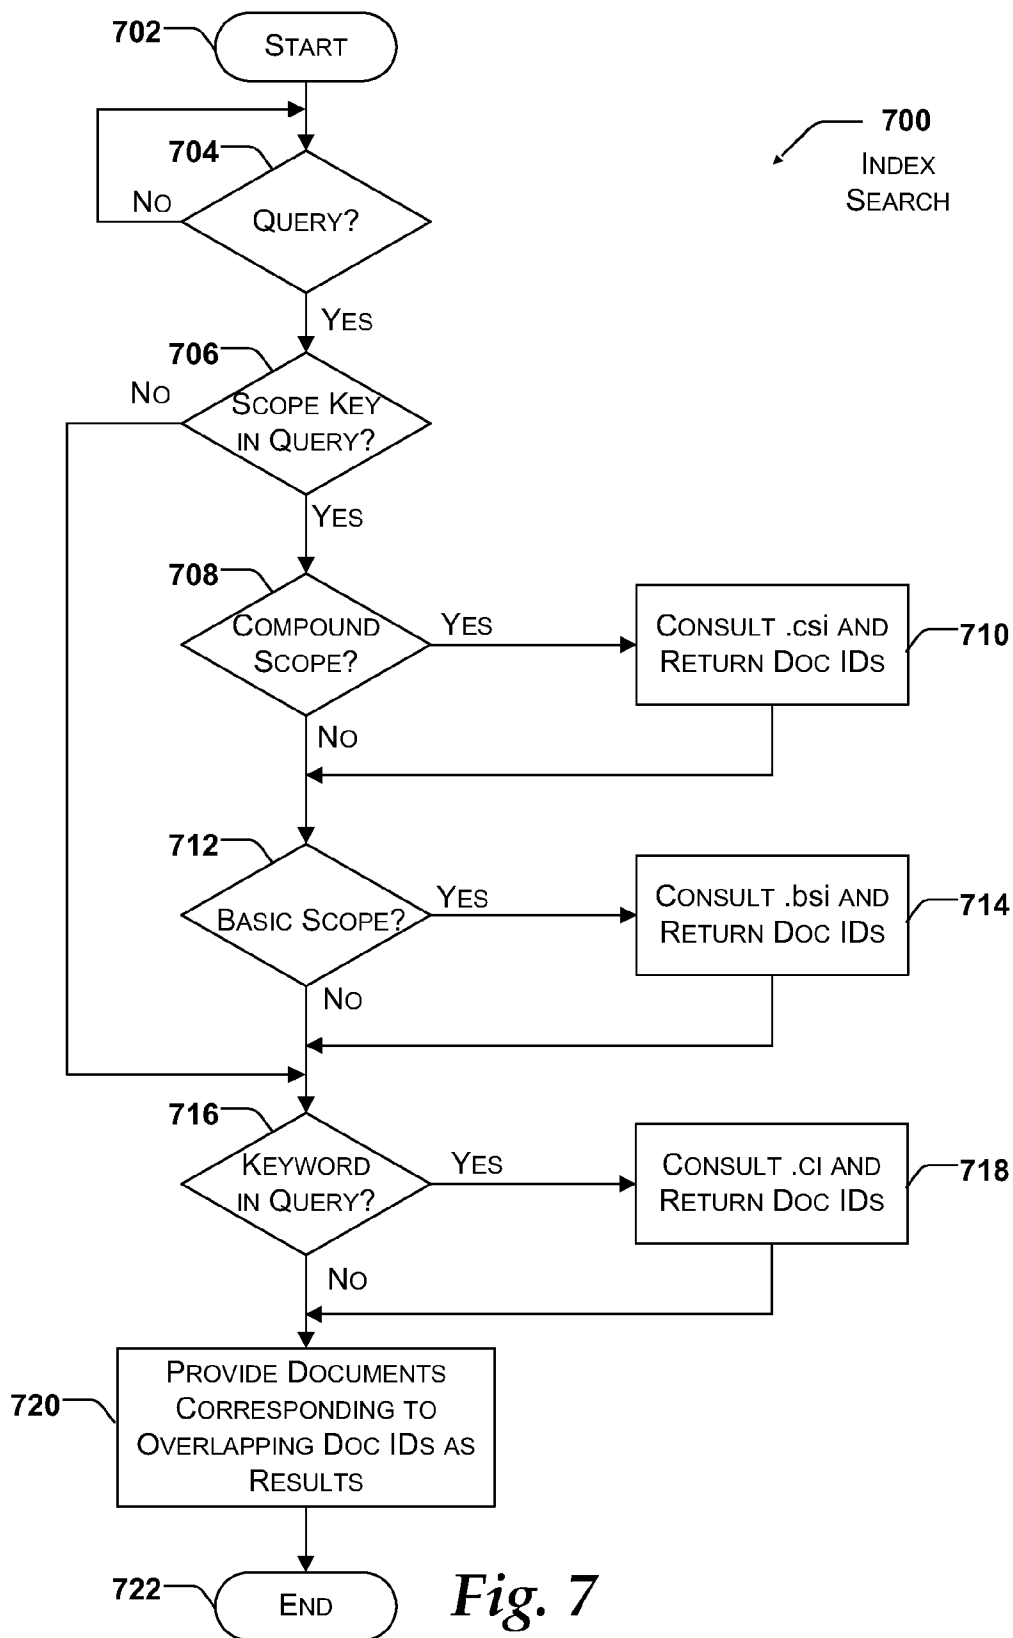 702
START
700
INDEX
SEARCH
704
NO
QUERY?
YES
706
NO
SCOPE KEY
IN QUERY?
YES
708
COMPOUND
SCOPE?
YES
CONSULT .csi AND
RETURN DOC IDS
710
NO
712
BASIC SCOPE?
YES
CONSULT .bsi AND
RETURN DOC IDS
714
NO
716
KEYWORD
IN QUERY?
YES
CONSULT .CI AND
RETURN DOC IDS
718
NO
720
PROVIDE DOCUMENTS
CORRESPONDING TO
OVERLAPPING DOC IDS AS
RESULTS
722
END
Fig. 7